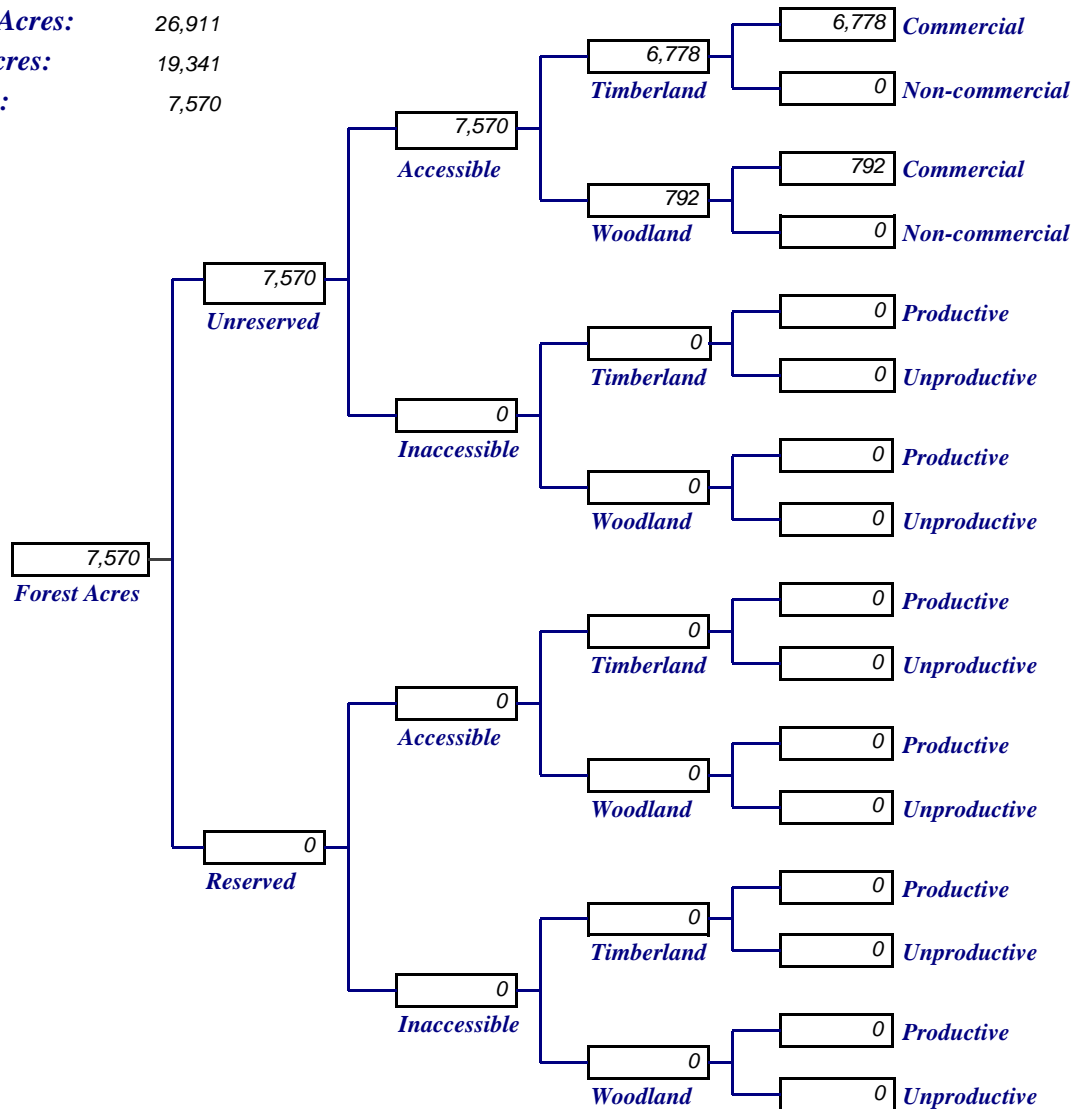 Acres: 26,911
cres: 19,341
: 7,570
6,778 Commercial
6,778
Timberland
0 Non-commercial
7,570
Accessible
792 Commercial
792
Woodland
0 Non-commercial
7,570
Unreserved
0 Productive
0
Timberland
0 Unproductive
0
Inaccessible
0 Productive
0
Woodland
0 Unproductive
7,570
Forest Acres
0 Productive
0
Timberland
0 Unproductive
0
Accessible
0 Productive
0
Woodland
0 Unproductive
0
Reserved
0 Productive
0
Timberland
0 Unproductive
0
Inaccessible
0 Productive
0
Woodland
0 Unproductive